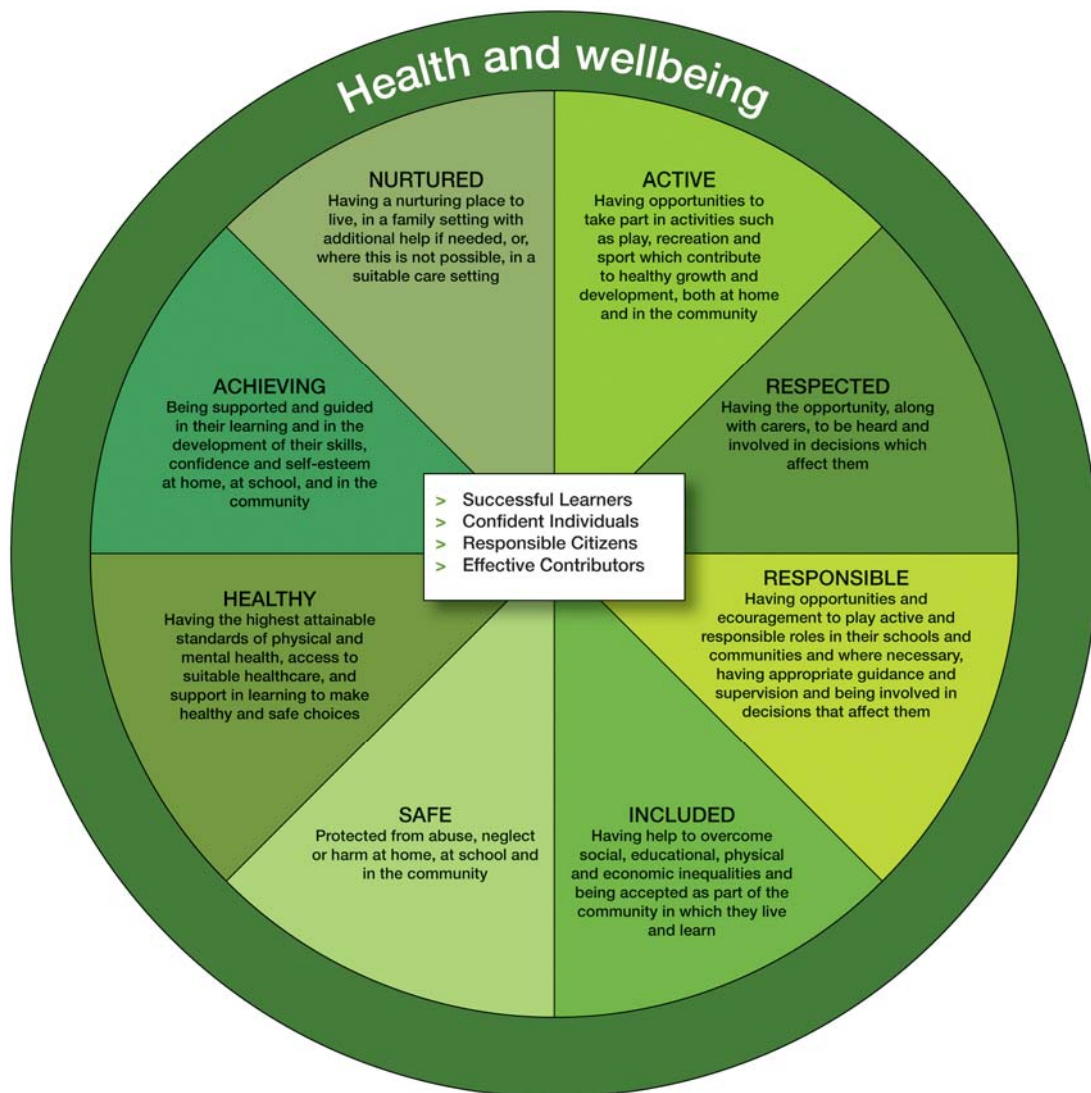 Health and wellbeing
NURTURED
Having a nurturing place to
live, in a family setting with
additional help if needed, or,
where this is not possible, in a
suitable care setting
ACTIVE
Having opportunities to
take part in activities such
as play, recreation and
sport which contribute
to healthy growth and
development, both at home
and in the community
ACHIEVING
Being supported and guided
in their learning and in the
development of their skills,
confidence and self-esteem
at home, at school, and in the
community
RESPECTED
Having the opportunity, along
with carers, to be heard and
involved in decisions which
affect them
> Successful Learners
> Confident Individuals
> Responsible Citizens
> Effective Contributors
HEALTHY
Having the highest attainable
standards of physical and
mental health, access to
suitable healthcare, and
support in learning to make
healthy and safe choices
RESPONSIBLE
Having opportunities and
ecouragement to play active and
responsible roles in their schools and
communities and where necessary,
having appropriate guidance and
supervision and being involved in
decisions that affect them
SAFE
Protected from abuse, neglect
or harm at home, at school and
in the community
INCLUDED
Having help to overcome
social, educational, physical
and economic inequalities and
being accepted as part of the
community in which they live
and learn